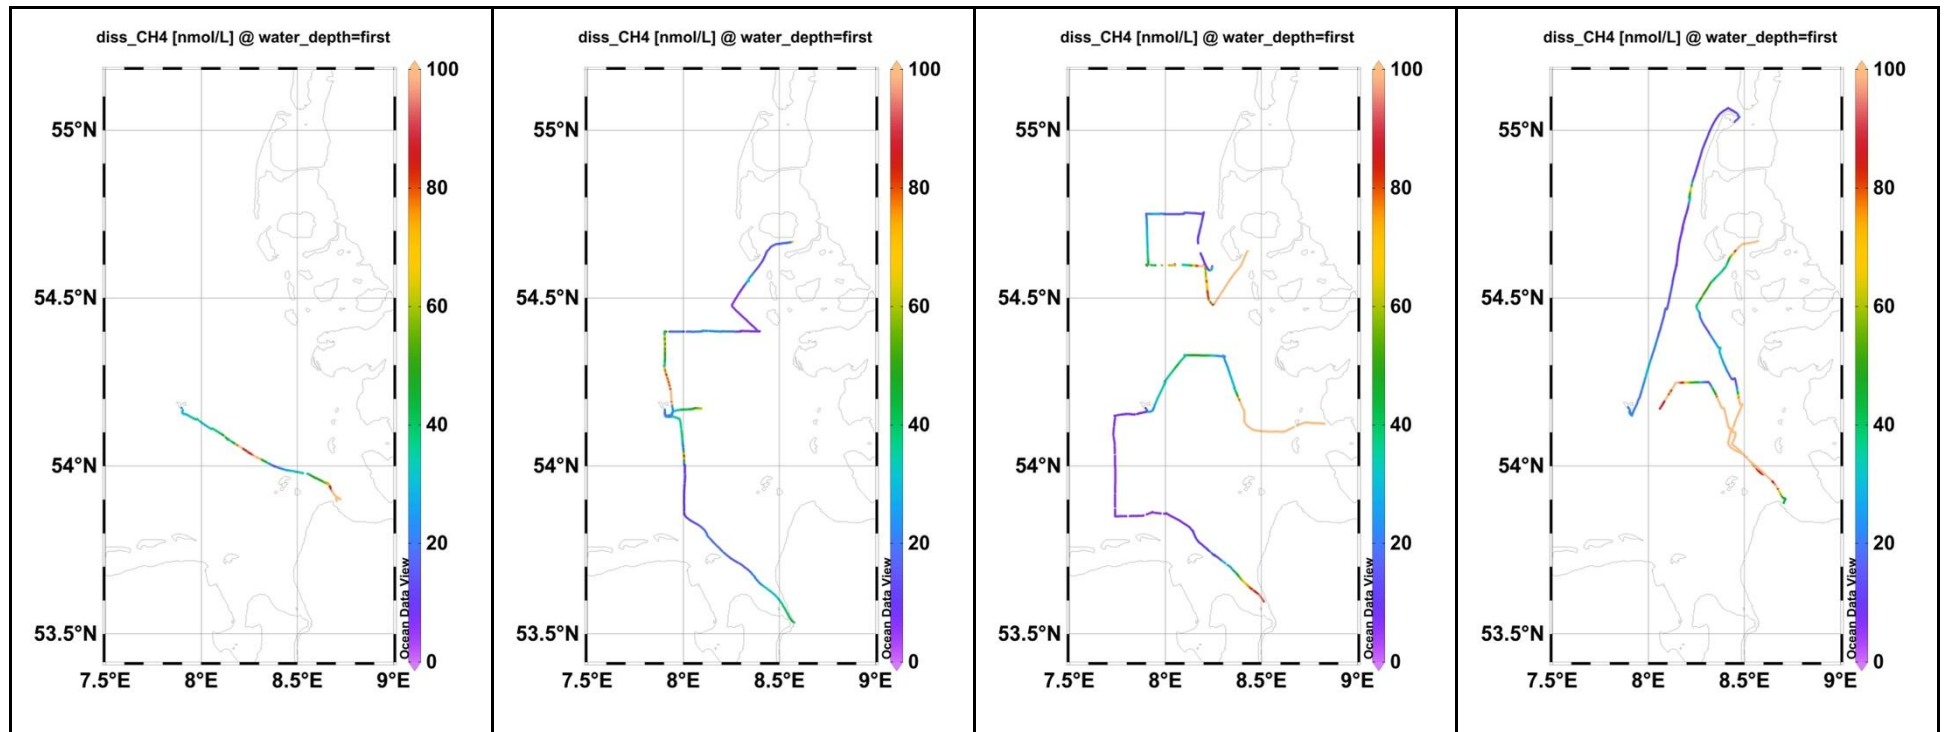 diss_CH4 [nmol/L] @ water_depth=first
100
55°N
80
54.5°N
60
40
54°N
20
53.5°N
0
Ocean Data View
7.5°E 8°E 8.5°E 9°E
diss_CH4 [nmol/L] @ water_depth=first
100
55°N
80
54.5°N
60
40
54°N
20
53.5°N
0
Ocean Data View
7.5°E 8°E 8.5°E 9°E
diss_CH4 [nmol/L] @ water_depth=first
100
55°N
80
54.5°N
60
40
54°N
20
53.5°N
0
Ocean Data View
7.5°E 8°E 8.5°E 9°E
diss_CH4 [nmol/L] @ water_depth=first
100
55°N
80
54.5°N
60
40
54°N
20
53.5°N
0
Ocean Data View
7.5°E 8°E 8.5°E 9°E